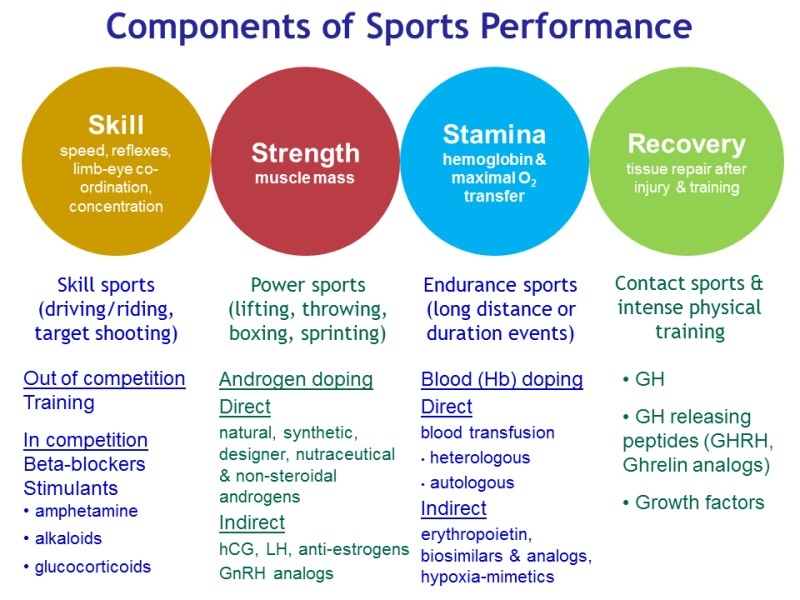 Components of Sports Performance
Skill
speed, reflexes,
limb-eye co-
ordination,
concentration
Strength
muscle mass
Stamina
hemoglobin &
maximal O₂
transfer
Recovery
tissue repair after
injury & training
Skill sports
(driving/riding,
target shooting)
Power sports
(lifting, throwing,
boxing, sprinting)
Endurance sports
(long distance or
duration events)
Contact sports &
intense physical
training
Out of competition
Training
In competition
Beta-blockers
Stimulants
• amphetamine
• alkaloids
• glucocorticoids
Androgen doping
Direct
natural, synthetic,
designer, nutraceutical
& non-steroidal
androgens
Indirect
hCG, LH, anti-estrogens
GnRH analogs
Blood (Hb) doping
Direct
blood transfusion
• heterologous
• autologous
Indirect
erythropoietin,
biosimilars & analogs,
hypoxia-mimetics
• GH
• GH releasing
peptides (GHRH,
Ghrelin analogs)
• Growth factors